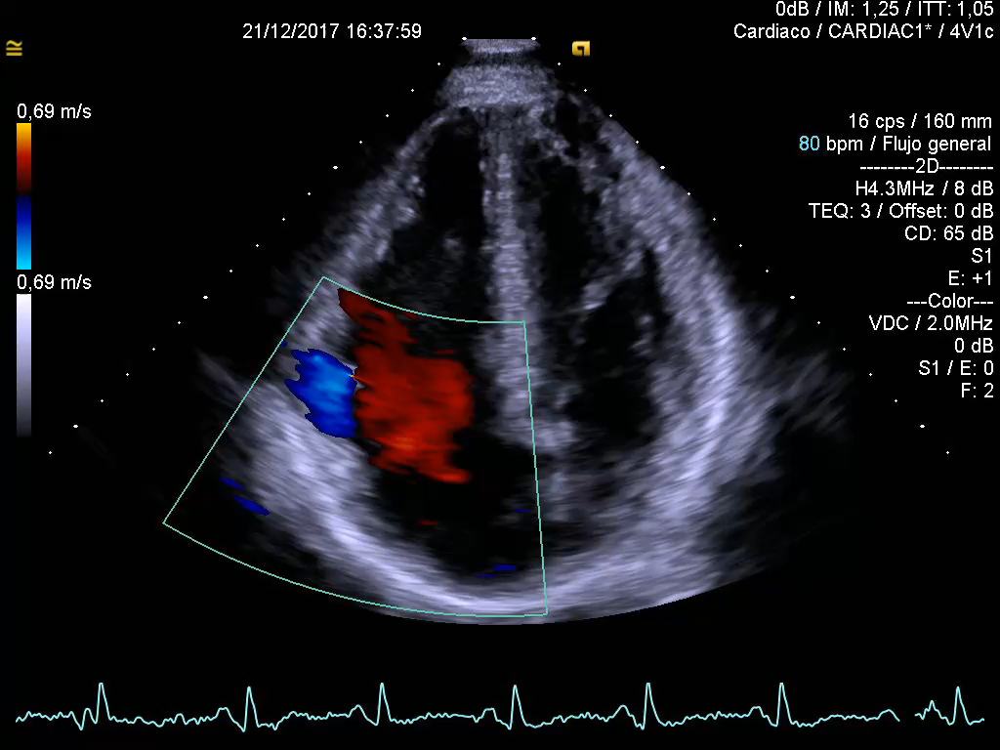 0dB / IM: 1,25 / ITT: 1,05
21/12/2017 16:37:59
Cardiaco / CARDIAC1* / 4V1c
0,69 m/s
16 cps / 160 mm
80 bpm / Flujo general
--------2D--------
H4.3MHz / 8 dB
TEQ: 3 / Offset: 0 dB
CD: 65 dB
S1
0,69 m/s
E: +1
---Color---
VDC / 2.0MHz
0 dB
S1 / E: 0
F: 2